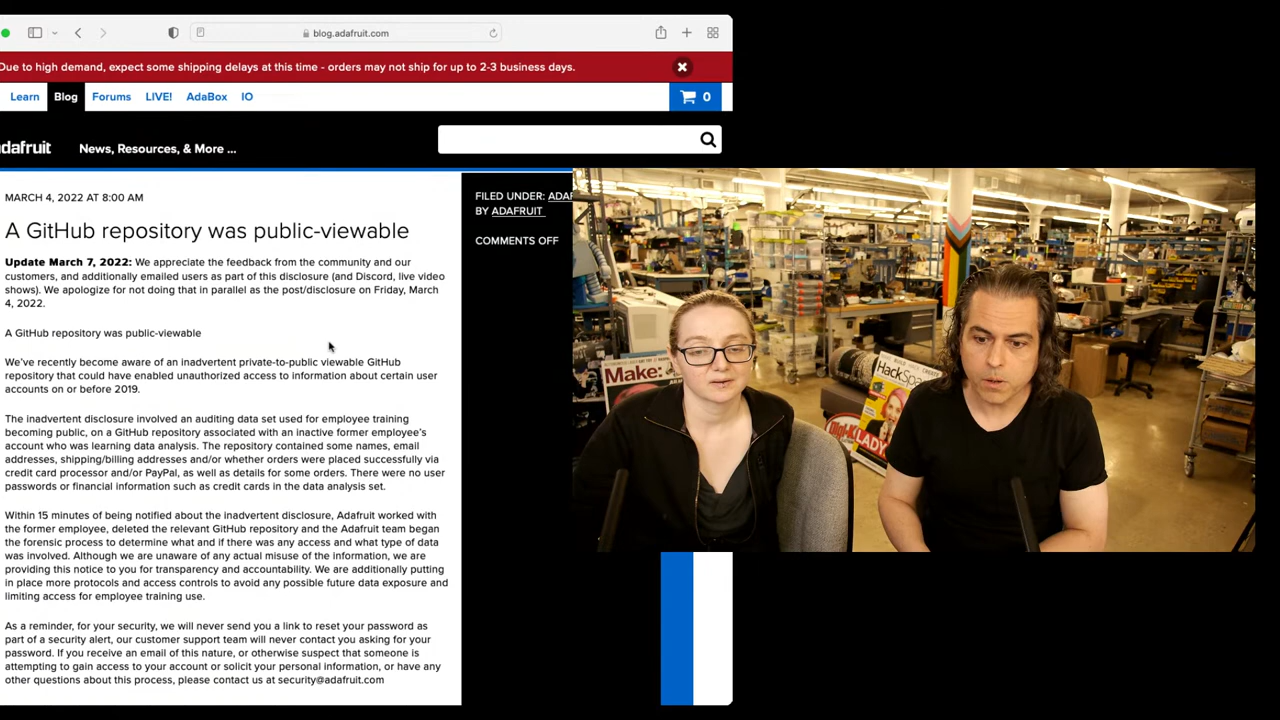 blog.adafruit.com
Due to high demand, expect some shipping delays at this time - orders may not ship for up to 2-3 business days.
Learn Blog Forums LIVE! AdaBox IO 0
adafruit News, Resources, & More ...
MARCH 4, 2022 AT 8:00 AM
A GitHub repository was public-viewable
Update March 7, 2022: We appreciate the feedback from the community and our
customers, and additionally emailed users as part of this disclosure (and Discord, live video
shows). We apologize for not doing that in parallel as the post/disclosure on Friday, March
4, 2022.
A GitHub repository was public-viewable
We've recently become aware of an inadvertent private-to-public viewable GitHub
repository that could have enabled unauthorized access to information about certain user
accounts on or before 2019.
The inadvertent disclosure involved an auditing data set used for employee training
becoming public, on a GitHub repository associated with an inactive former employee's
account who was learning data analysis. The repository contained some names, email
addresses, shipping/billing addresses and/or whether orders were placed successfully via
credit card processor and/or PayPal, as well as details for some orders. There were no user
passwords or financial information such as credit cards in the data analysis set.
Within 15 minutes of being notified about the inadvertent disclosure, Adafruit worked with
the former employee, deleted the relevant GitHub repository and the Adafruit team began
the forensic process to determine what and if there was any access and what type of data
was involved. Although we are unaware of any actual misuse of the information, we are
providing this notice to you for transparency and accountability. We are additionally putting
in place more protocols and access controls to avoid any possible future data exposure and
limiting access for employee training use.
As a reminder, for your security, we will never send you a link to reset your password as
part of a security alert, our customer support team will never contact you asking for your
password. If you receive an email of this nature, or otherwise suspect that someone is
attempting to gain access to your account or solicit your personal information, or have any
other questions about this process, please contact us at security@adafruit.com
FILED UNDER: ADAF
BY ADAFRUIT
COMMENTS OFF
Make:
HackSpace
LADY